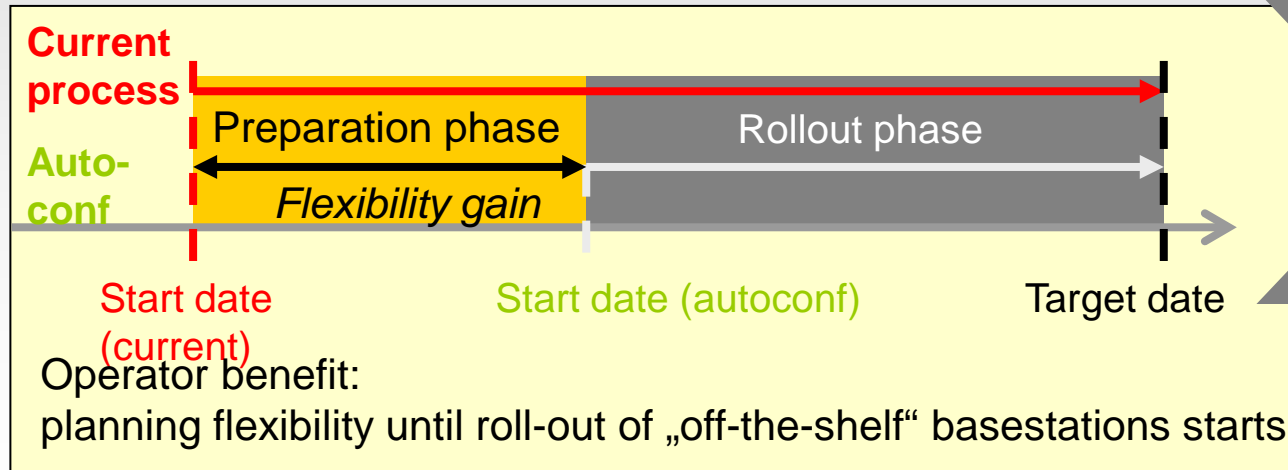 Current
process
Preparation phase
Rollout phase
Auto-
conf
Flexibility gain
Start date
(current)
Start date (autoconf)
Target date
Operator benefit:
planning flexibility until roll-out of „off-the-shelf“ basestations starts